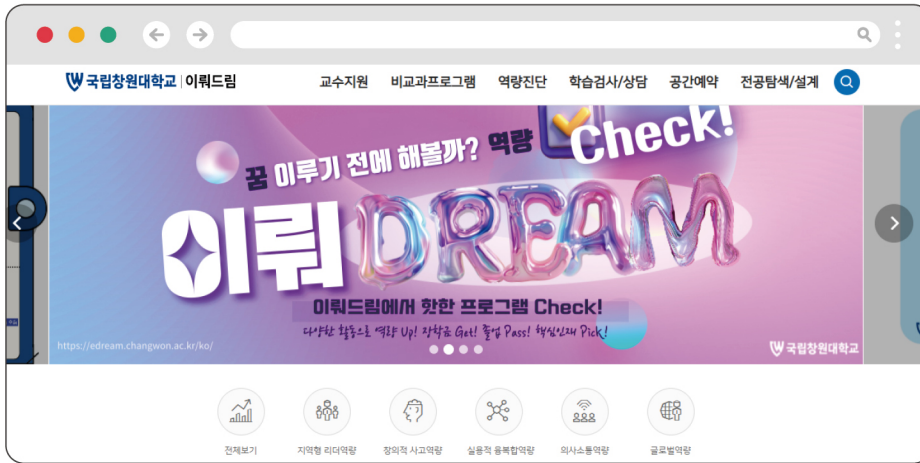 국립창원대학교 | 이뤄드림
교수지원 비교과프로그램 역량진단 학습검사/상담 공간예약 전공탐색/설계
꿈 이루기 전에 해볼까? 역량 Check!
이뤄DREAM
이뤄드림에서 핫한 프로그램 Check!
다양한 활동으로 역량 Up! 장학금 Get! 졸업 Pass! 핵심인재 Pick!
https://edream.changwon.ac.kr/ko/
국립창원대학교
전체보기 지역형 리더역량 창의적 사고역량 실용적 융복합역량 의사소통역량 글로벌역량